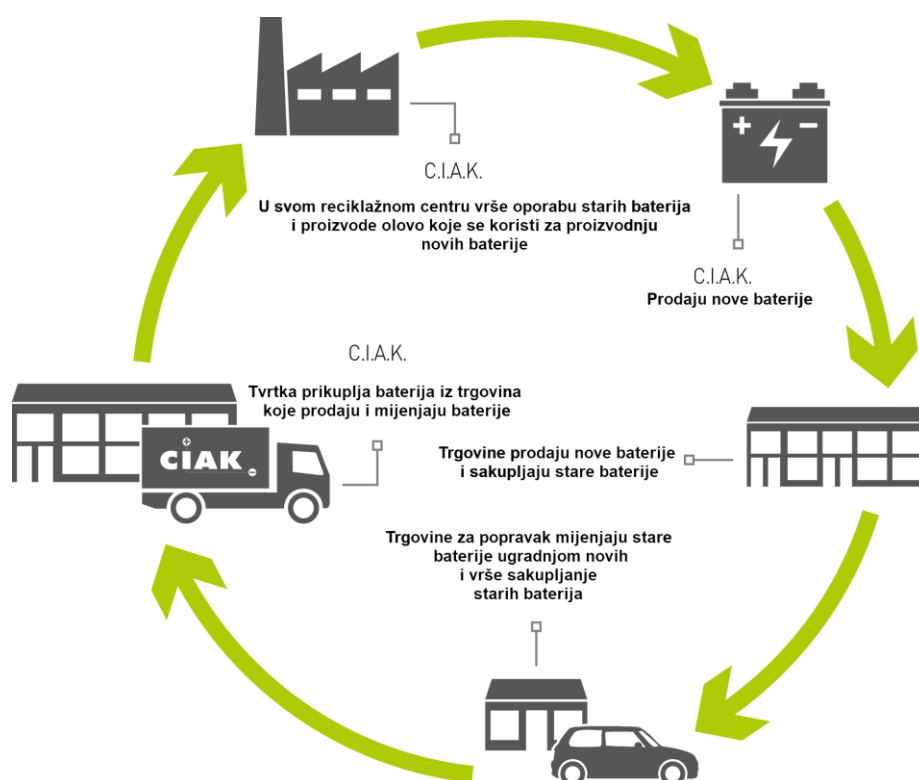 C.I.A.K.
U svom reciklažnom centru vrše oporabu starih baterija
i proizvode olovo koje se koristi za proizvodnju
novih baterije
C.I.A.K.
Prodaju nove baterije
C.I.A.K.
Tvrtka prikuplja baterija iz trgovina
koje prodaju i mijenjaju baterije
CIAK
Trgovine prodaju nove baterije
i sakupljaju stare baterije
Trgovine za popravak mijenjaju stare
baterije ugradnjom novih
i vrše sakupljanje
starih baterija